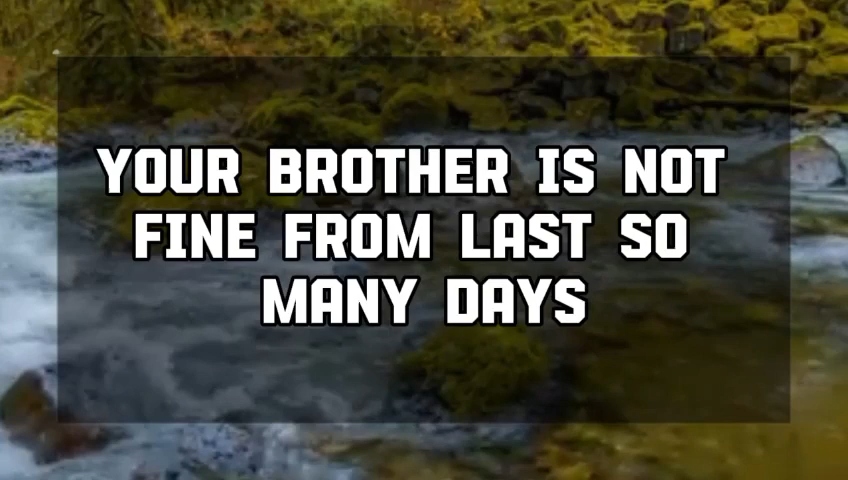 YOUR BROTHER IS NOT
FINE FROM LAST SO
MANY DAYS